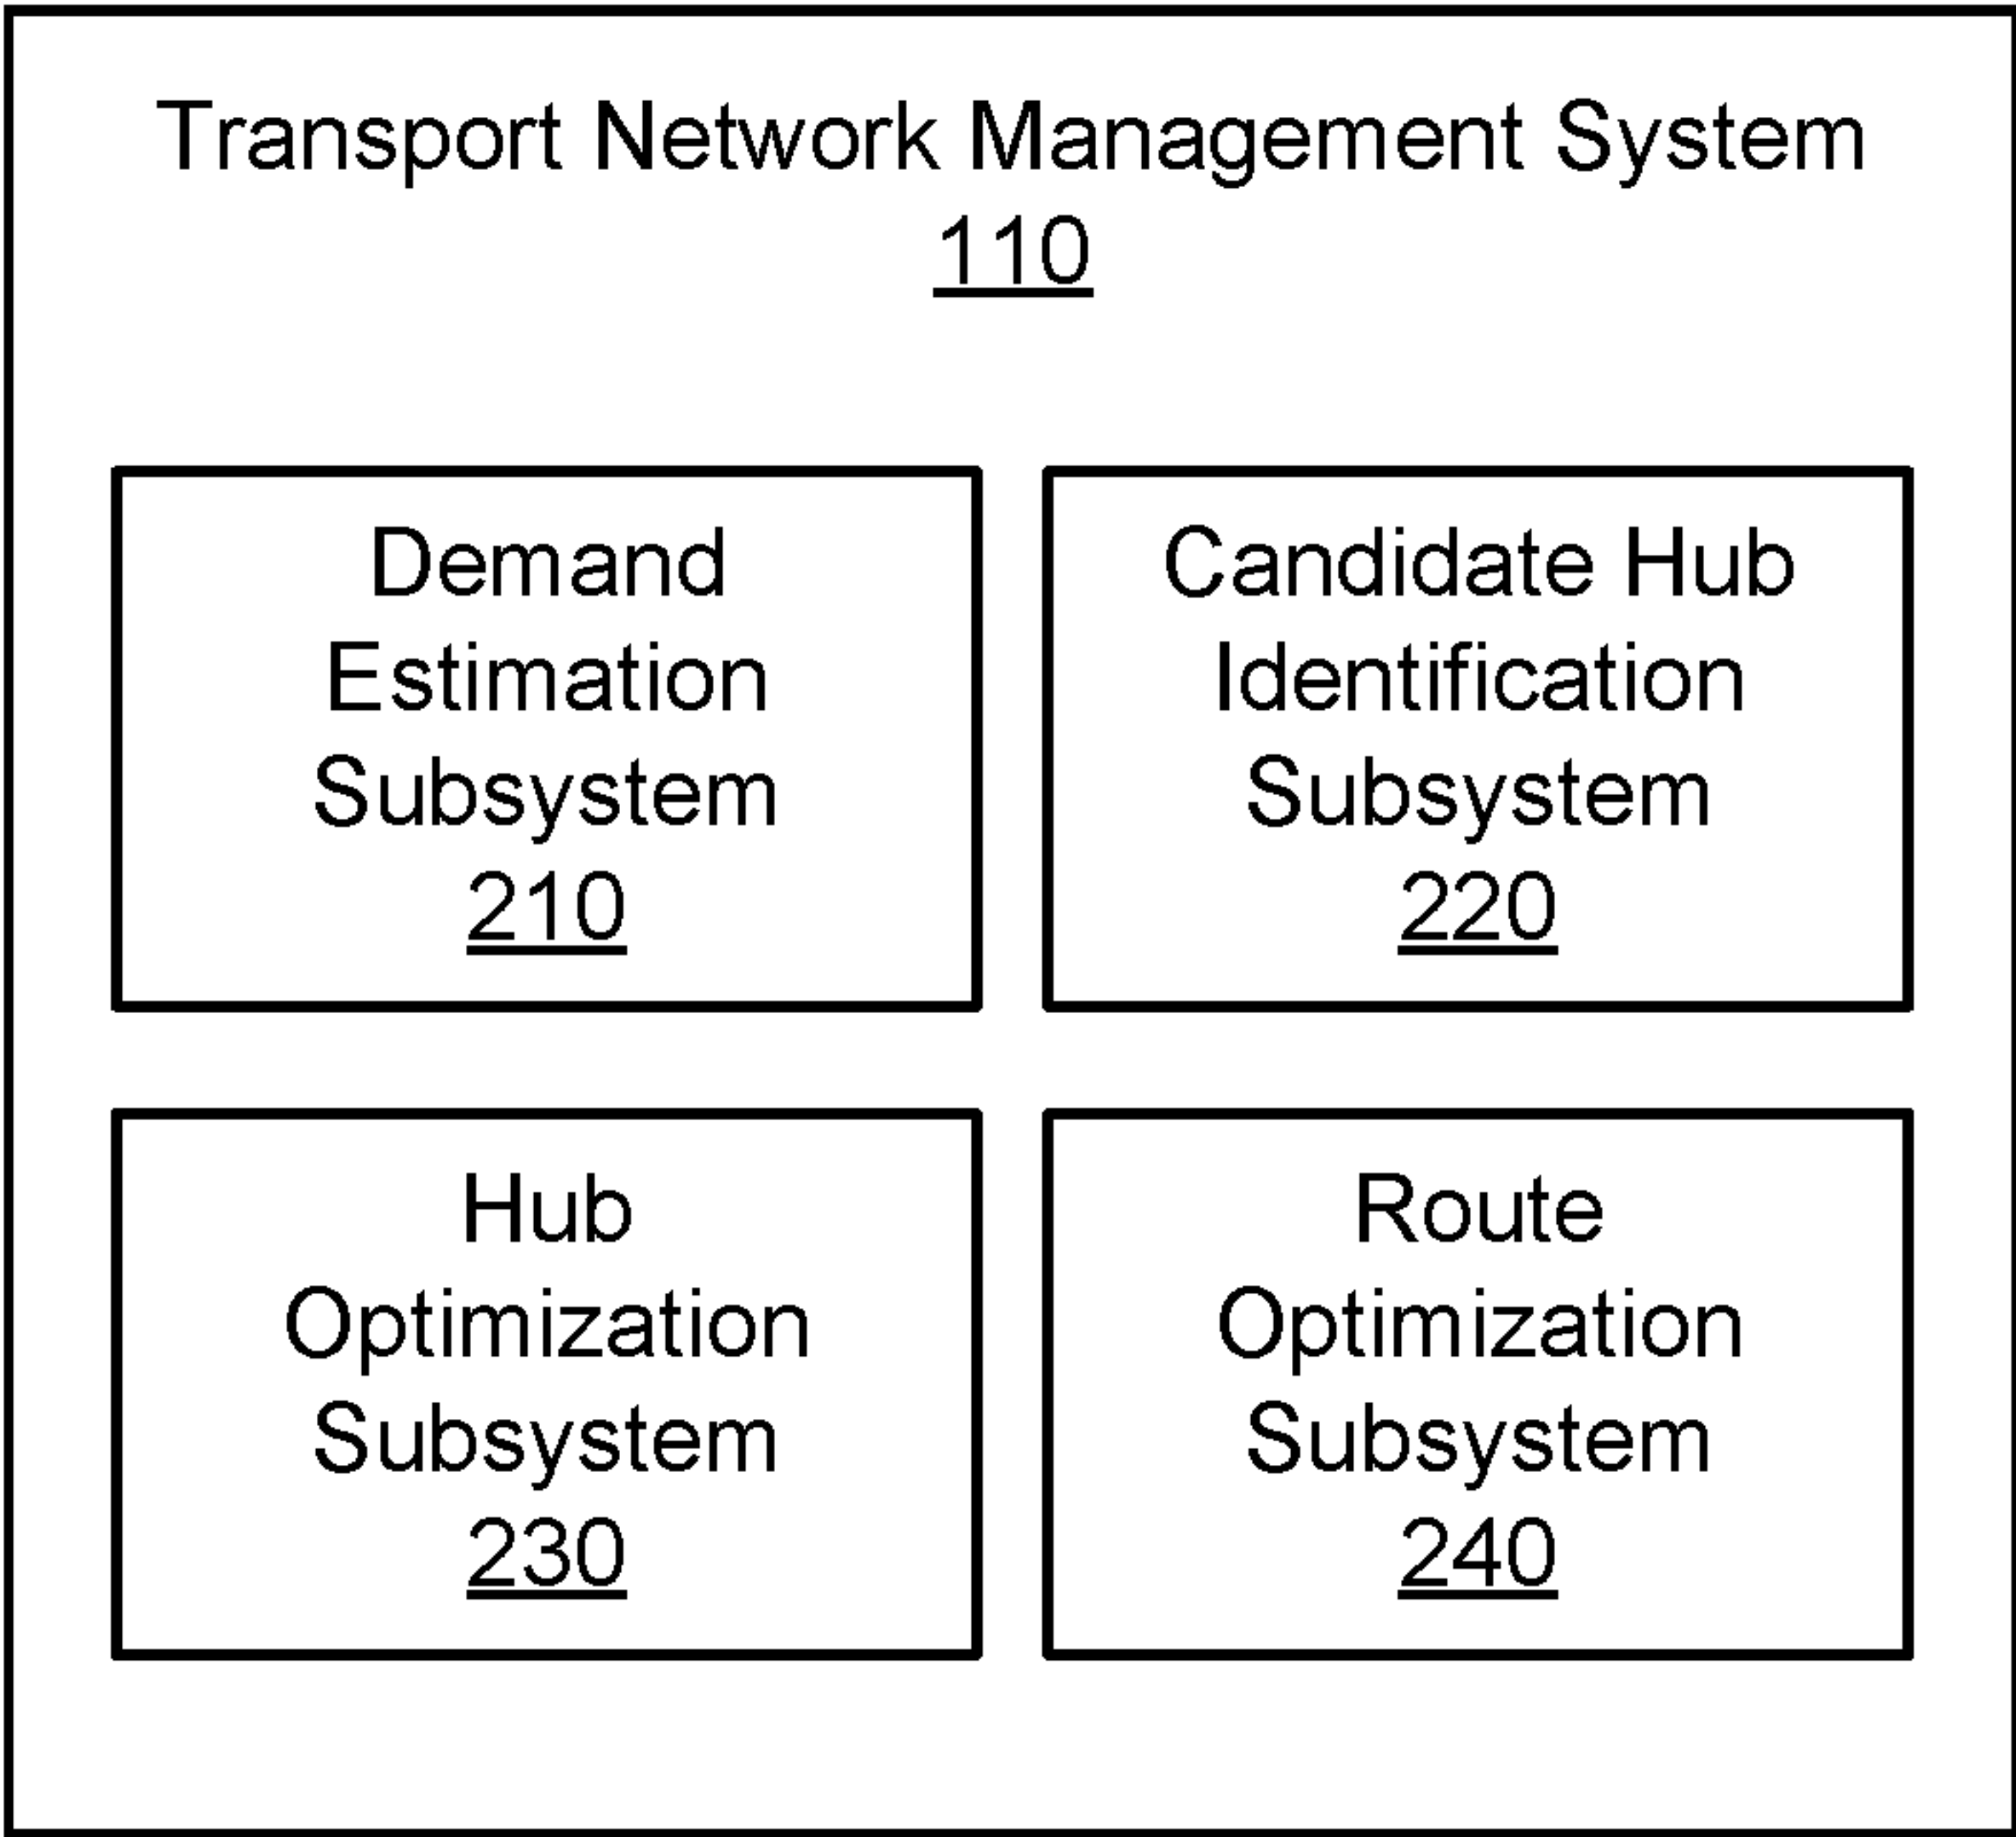 Transport Network Management System
110
Demand
Estimation
Subsystem
210
Candidate Hub
Identification
Subsystem
220
Hub
Optimization
Subsystem
230
Route
Optimization
Subsystem
240